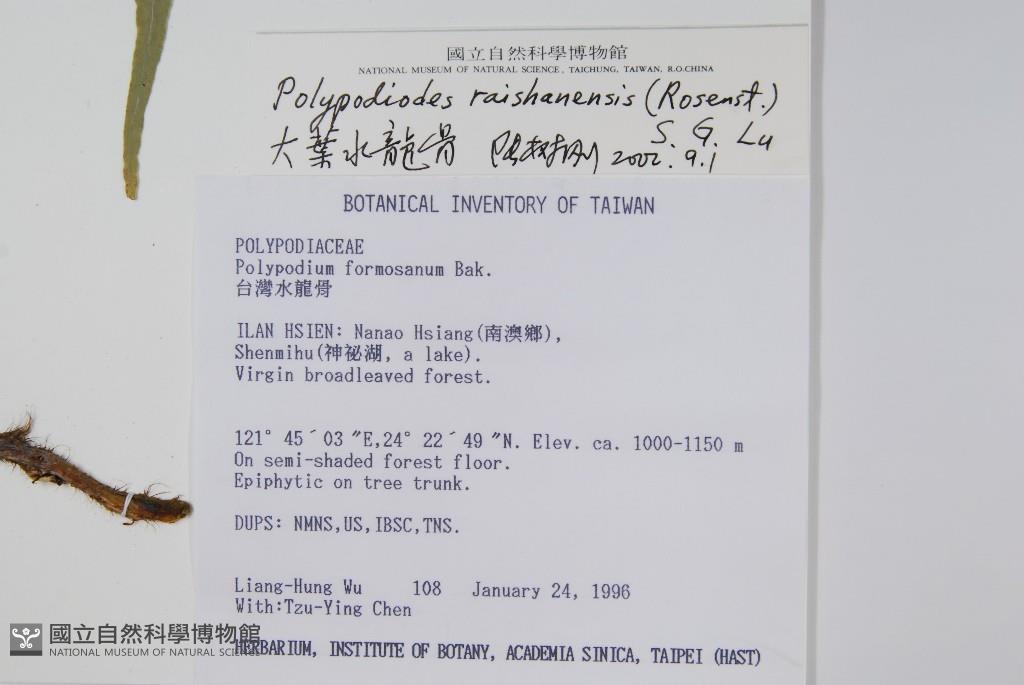 國立自然科學博物館
NATIONAL MUSEUM OF NATURAL SCIENCE, TAICHUNG, TAIWAN, R.O.CHINA
Polypodiodes raishanensis (Rosenst.)
S. G. Lu
大葉水龍骨 2002.9.1
BOTANICAL INVENTORY OF TAIWAN
POLYPODIACEAE
Polypodium formosanum Bak.
台灣水龍骨
ILAN HSIEN: Nanao Hsiang(南澳鄉),
Shenmihu(神祕湖, a lake).
Virgin broadleaved forest.
121° 45´03 "E,24° 22´49 "N. Elev. ca. 1000-1150 m
On semi-shaded forest floor.
Epiphytic on tree trunk.
DUPS: NMNS,US,IBSC,TNS.
Liang-Hung Wu 108 January 24, 1996
With:Tzu-Ying Chen
HERBARIUM, INSTITUTE OF BOTANY, ACADEMIA SINICA, TAIPEI (HAST)
國立自然科學博物館
NATIONAL MUSEUM OF NATURAL SCIENCE